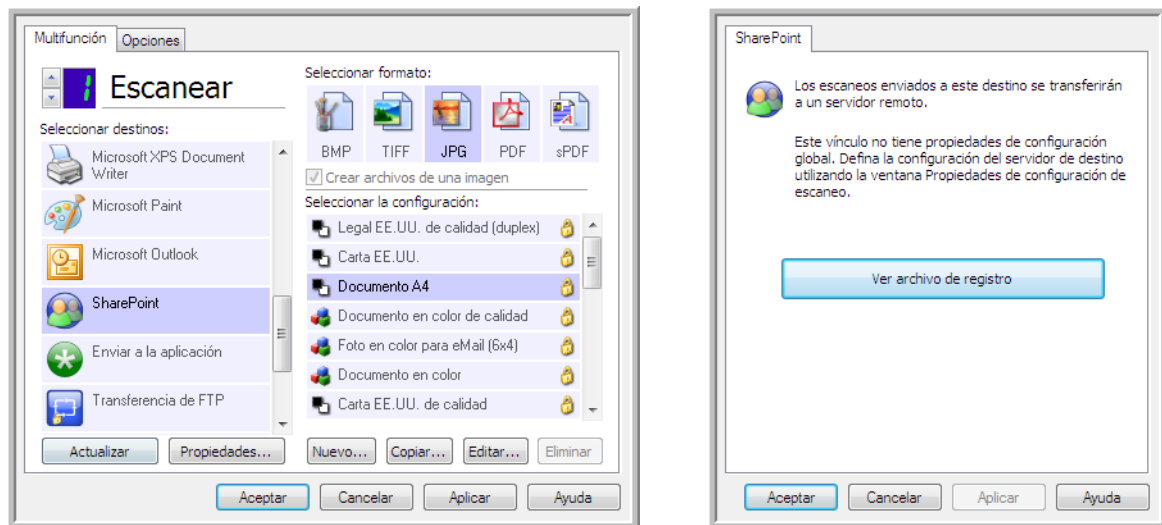 Multifunción
Opciones
1
Escanear
Seleccionar destinos:
Microsoft XPS Document
Writer
Microsoft Paint
Microsoft Outlook
SharePoint
Enviar a la aplicación
Transferencia de FTP
Actualizar
Propiedades...
Seleccionar formato:
BMP
TIFF
JPG
PDF
sPDF
Crear archivos de una imagen
Seleccionar la configuración:
Legal EE.UU. de calidad (duplex)
Carta EE.UU.
Documento A4
Documento en color de calidad
Foto en color para eMail (6x4)
Documento en color
Carta EE.UU. de calidad
Nuevo...
Copiar...
Editar...
Eliminar
Aceptar
Cancelar
Aplicar
Ayuda
SharePoint
Los escaneos enviados a este destino se transferirán
a un servidor remoto.
Este vínculo no tiene propiedades de configuración
global. Defina la configuración del servidor de destino
utilizando la ventana Propiedades de configuración de
escaneo.
Ver archivo de registro
Aceptar
Cancelar
Aplicar
Ayuda